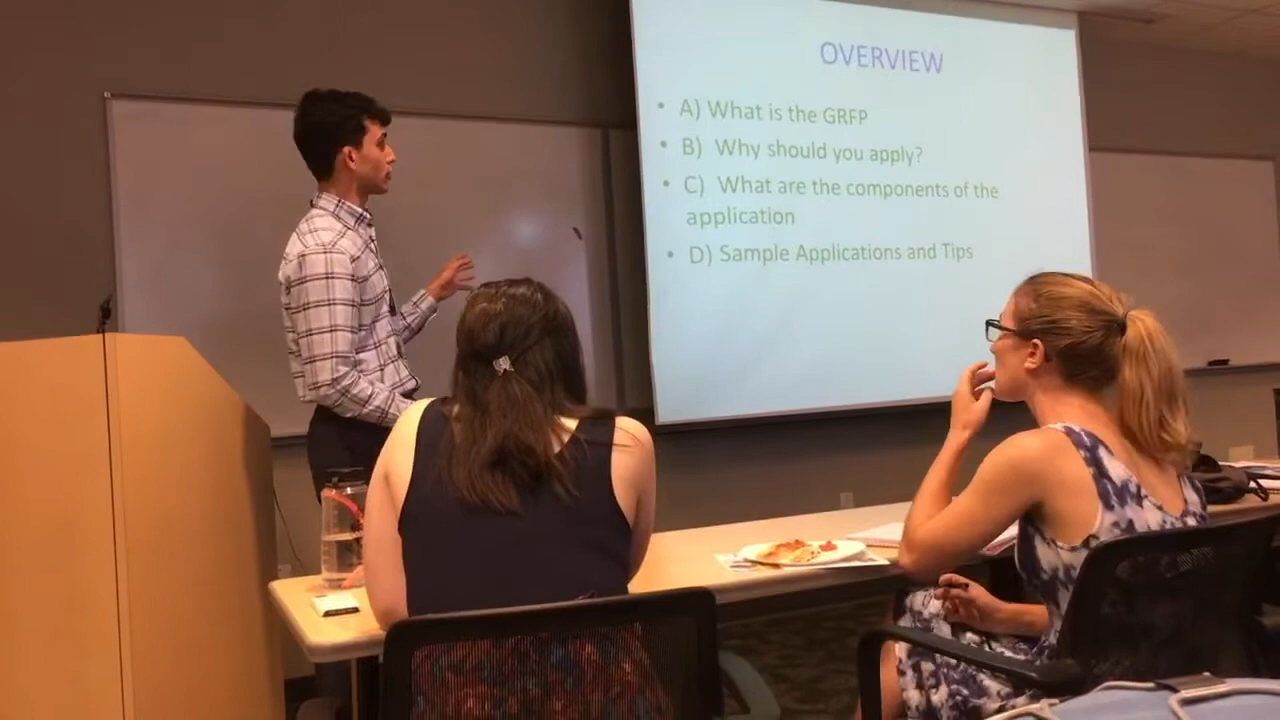 OVERVIEW
• A) What is the GRFP
• B) Why should you apply?
• C) What are the components of the
application
• D) Sample Applications and Tips